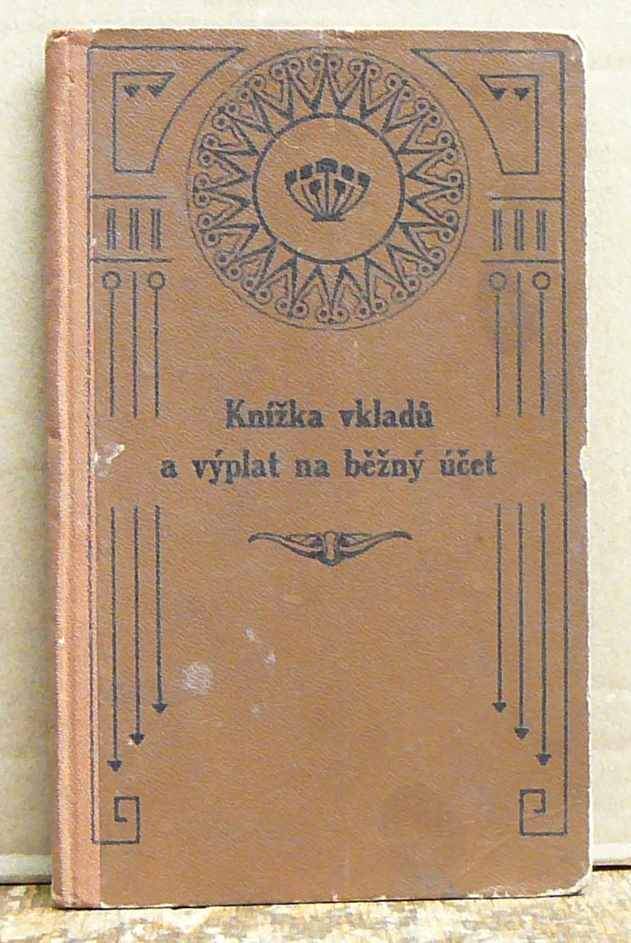 Knížka vkladů
a výplat na běžný účet